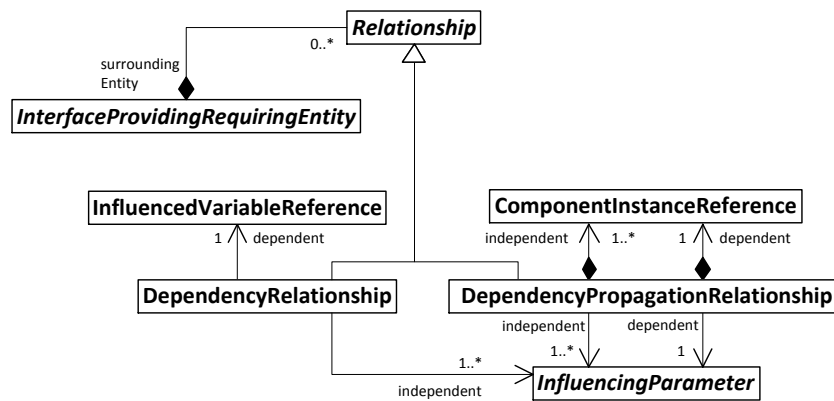 Relationship
0..*
surrounding
Entity
InterfaceProvidingRequiringEntity
InfluencedVariableReference
ComponentInstanceReference
1 dependent
independent 1..* 1 dependent
DependencyRelationship
DependencyPropagationRelationship
independent dependent
1..* 1..* 1
independent
InfluencingParameter